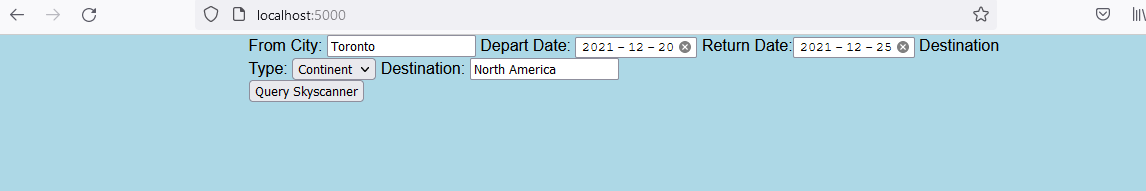 localhost:5000
From City: Toronto Depart Date: 2021-12-20 Return Date: 2021-12-25 Destination
Type: Continent Destination: North America
Query Skyscanner